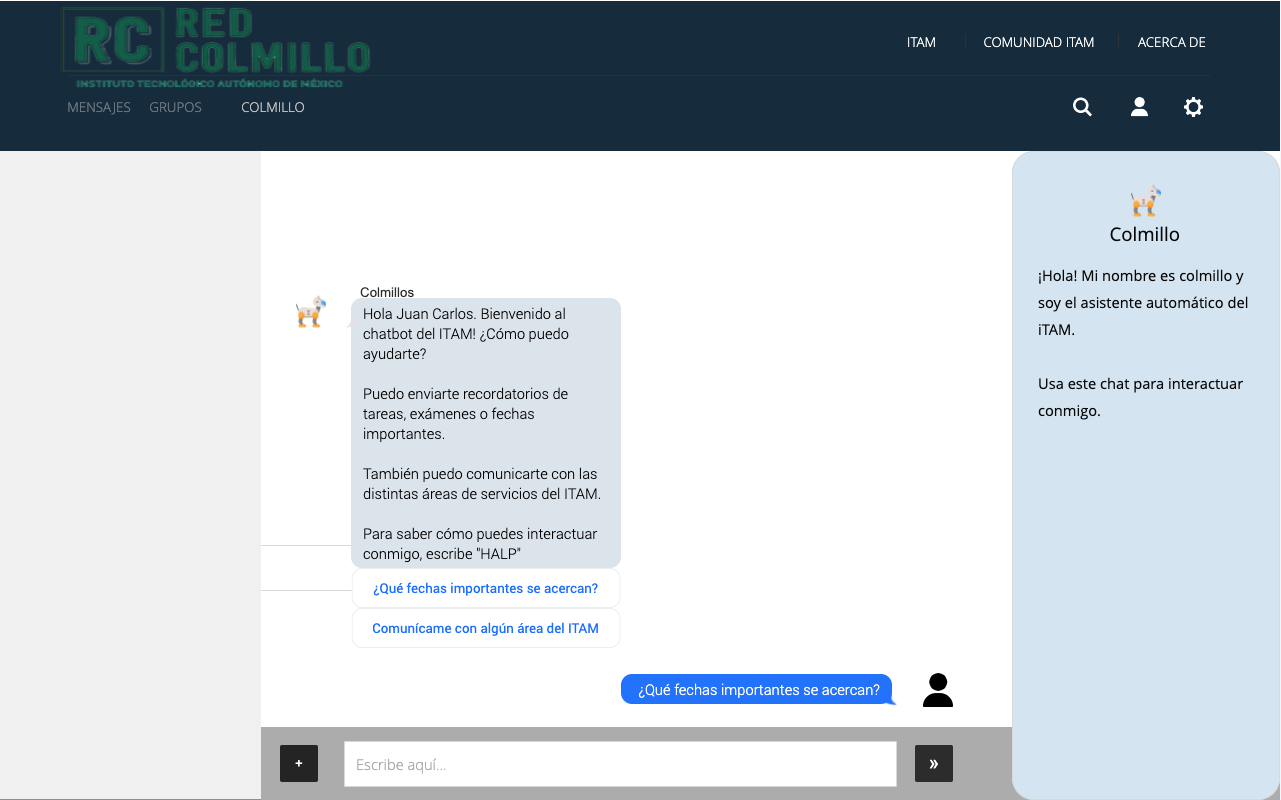 RC RED
COLMILLO
INSTITUTO TECNOLÓGICO AUTÓNOMO DE MÉXICO
ITAM COMUNIDAD ITAM ACERCA DE
MENSAJES GRUPOS COLMILLO
Colmillos
Hola Juan Carlos. Bienvenido al
chatbot del ITAM! ¿Cómo puedo
ayudarte?
Puedo enviarte recordatorios de
tareas, exámenes o fechas
importantes.
También puedo comunicarte con las
distintas áreas de servicios del ITAM.
Para saber cómo puedes interactuar
conmigo, escribe "HALP"
¿Qué fechas importantes se acercan?
Comunícame con algún área del ITAM
¿Qué fechas importantes se acercan?
+ Escribe aquí... »
Colmillo
¡Hola! Mi nombre es colmillo y
soy el asistente automático del
iTAM.
Usa este chat para interactuar
conmigo.